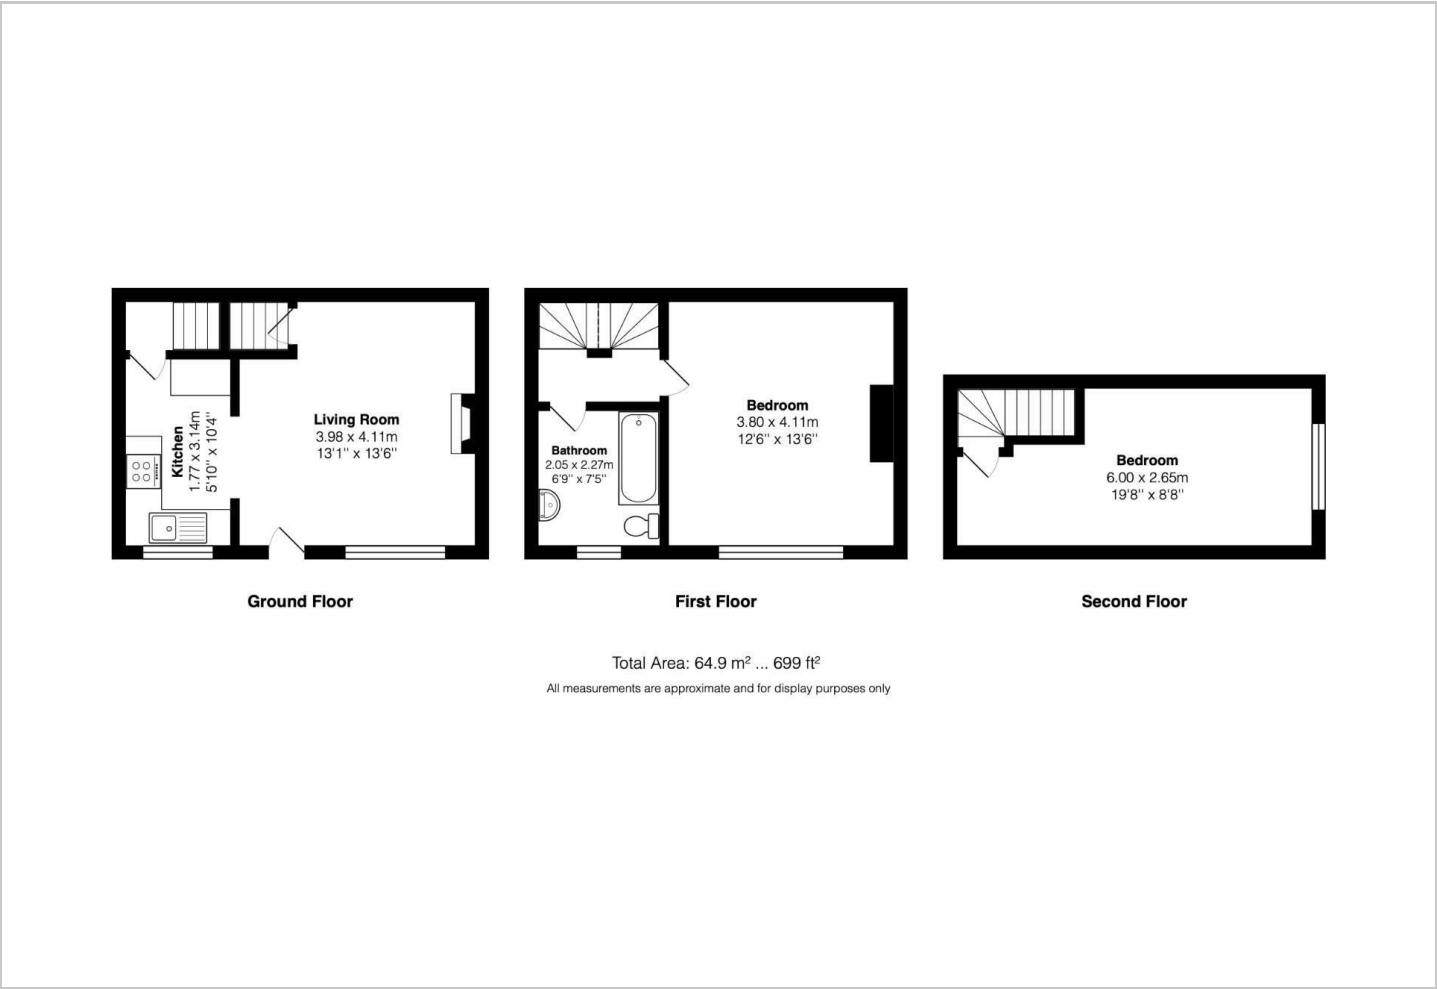 Kitchen
1.77 x 3.14m
5'10'' x 10'4''
Living Room
3.98 x 4.11m
13'1'' x 13'6''
Ground Floor
Bathroom
2.05 x 2.27m
6'9'' x 7'5''
Bedroom
3.80 x 4.11m
12'6'' x 13'6''
First Floor
Bedroom
6.00 x 2.65m
19'8'' x 8'8''
Second Floor
Total Area: 64.9 m² ... 699 ft²
All measurements are approximate and for display purposes only